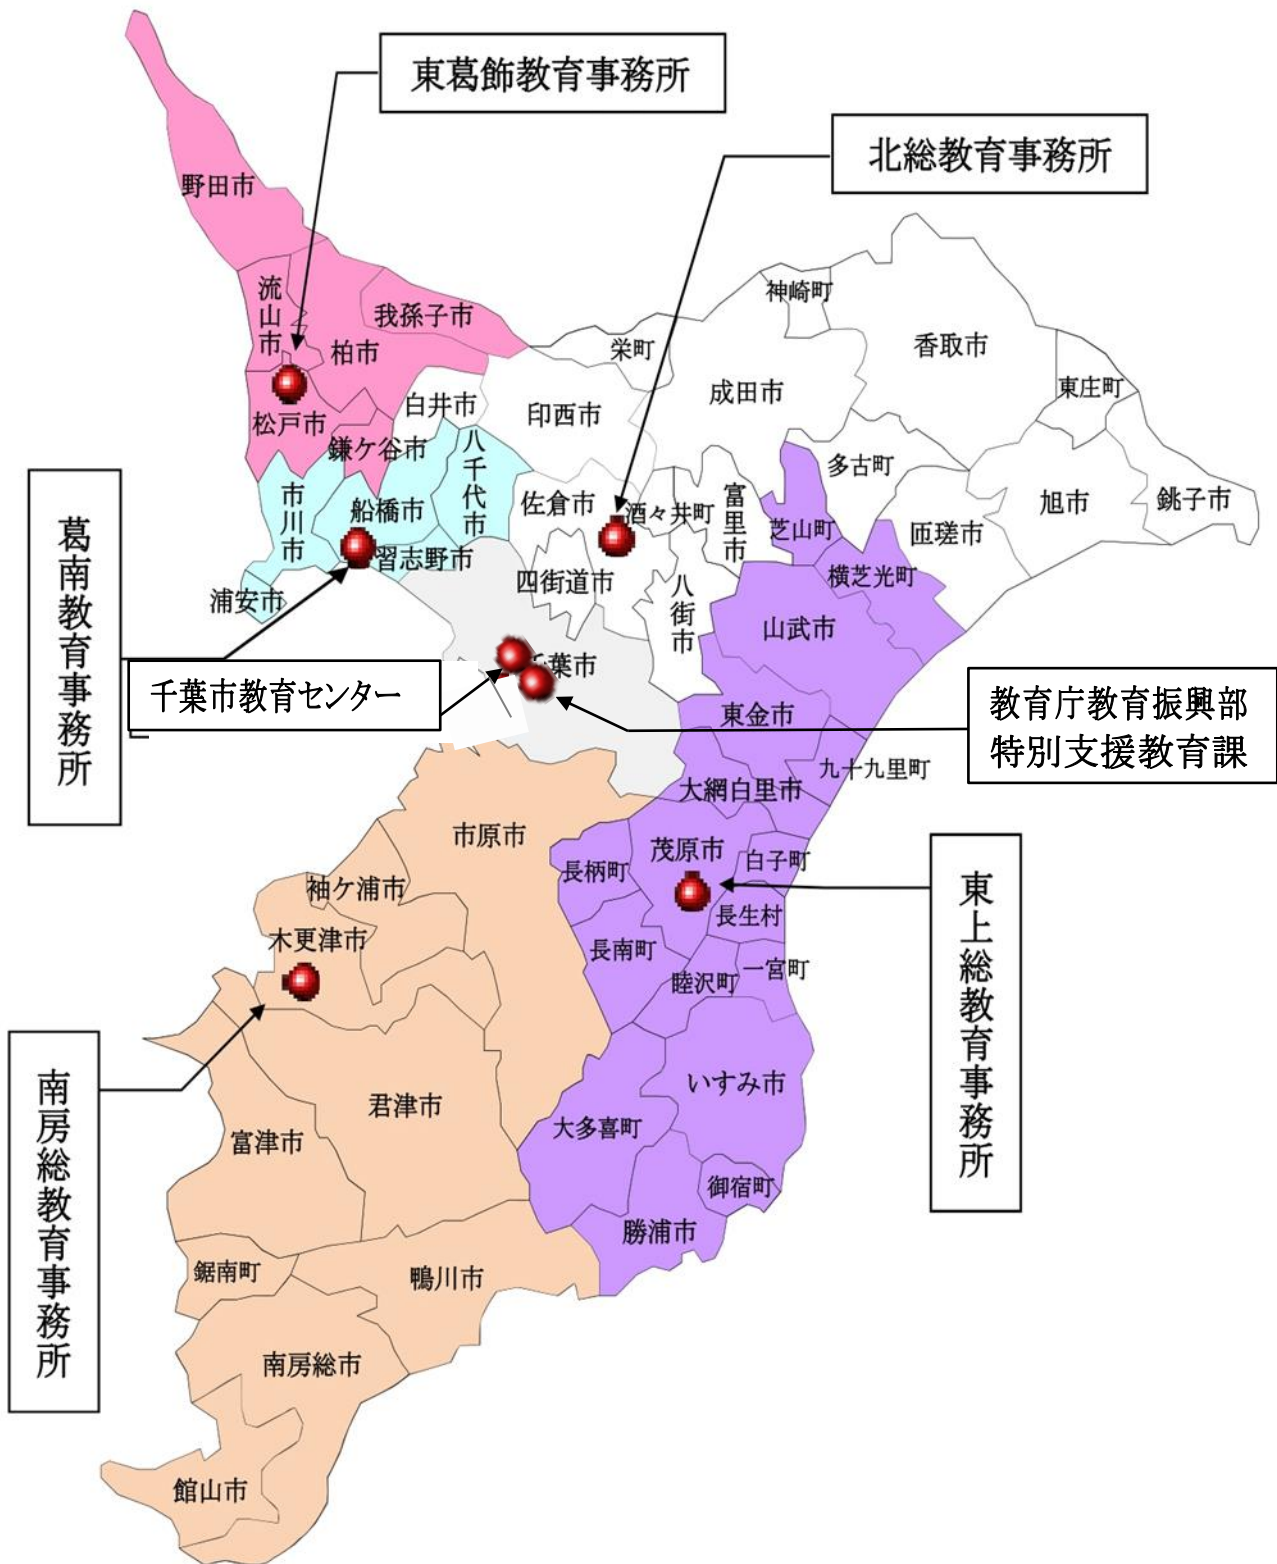 東葛飾教育事務所
北総教育事務所
野田市
流山市
我孫子市
柏市
松戸市
鎌ケ谷市
白井市
印西市
栄町
成田市
神崎町
香取市
東庄町
多古町
旭市
銚子市
匝瑳市
佐倉市
酒々井町
富里市
芝山町
横芝光町
八街市
四街道市
市川市
船橋市
八千代市
習志野市
浦安市
葛南教育事務所
千葉市
千葉市教育センター
教育庁教育振興部
特別支援教育課
山武市
東金市
九十九里町
大網白里市
茂原市
白子町
長柄町
長生村
長南町
睦沢町
一宮町
東上総教育事務所
市原市
袖ケ浦市
木更津市
君津市
富津市
南房総教育事務所
いすみ市
大多喜町
御宿町
勝浦市
鋸南町
鴨川市
南房総市
館山市